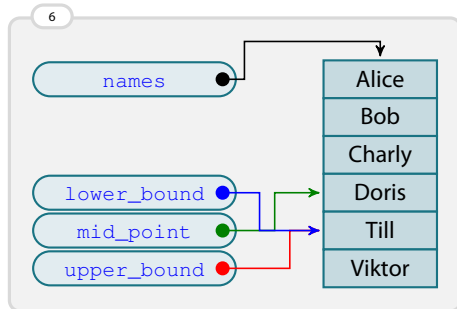 6
names
Alice
Bob
Charly
lower_bound
Doris
mid_point
Till
upper_bound
Viktor